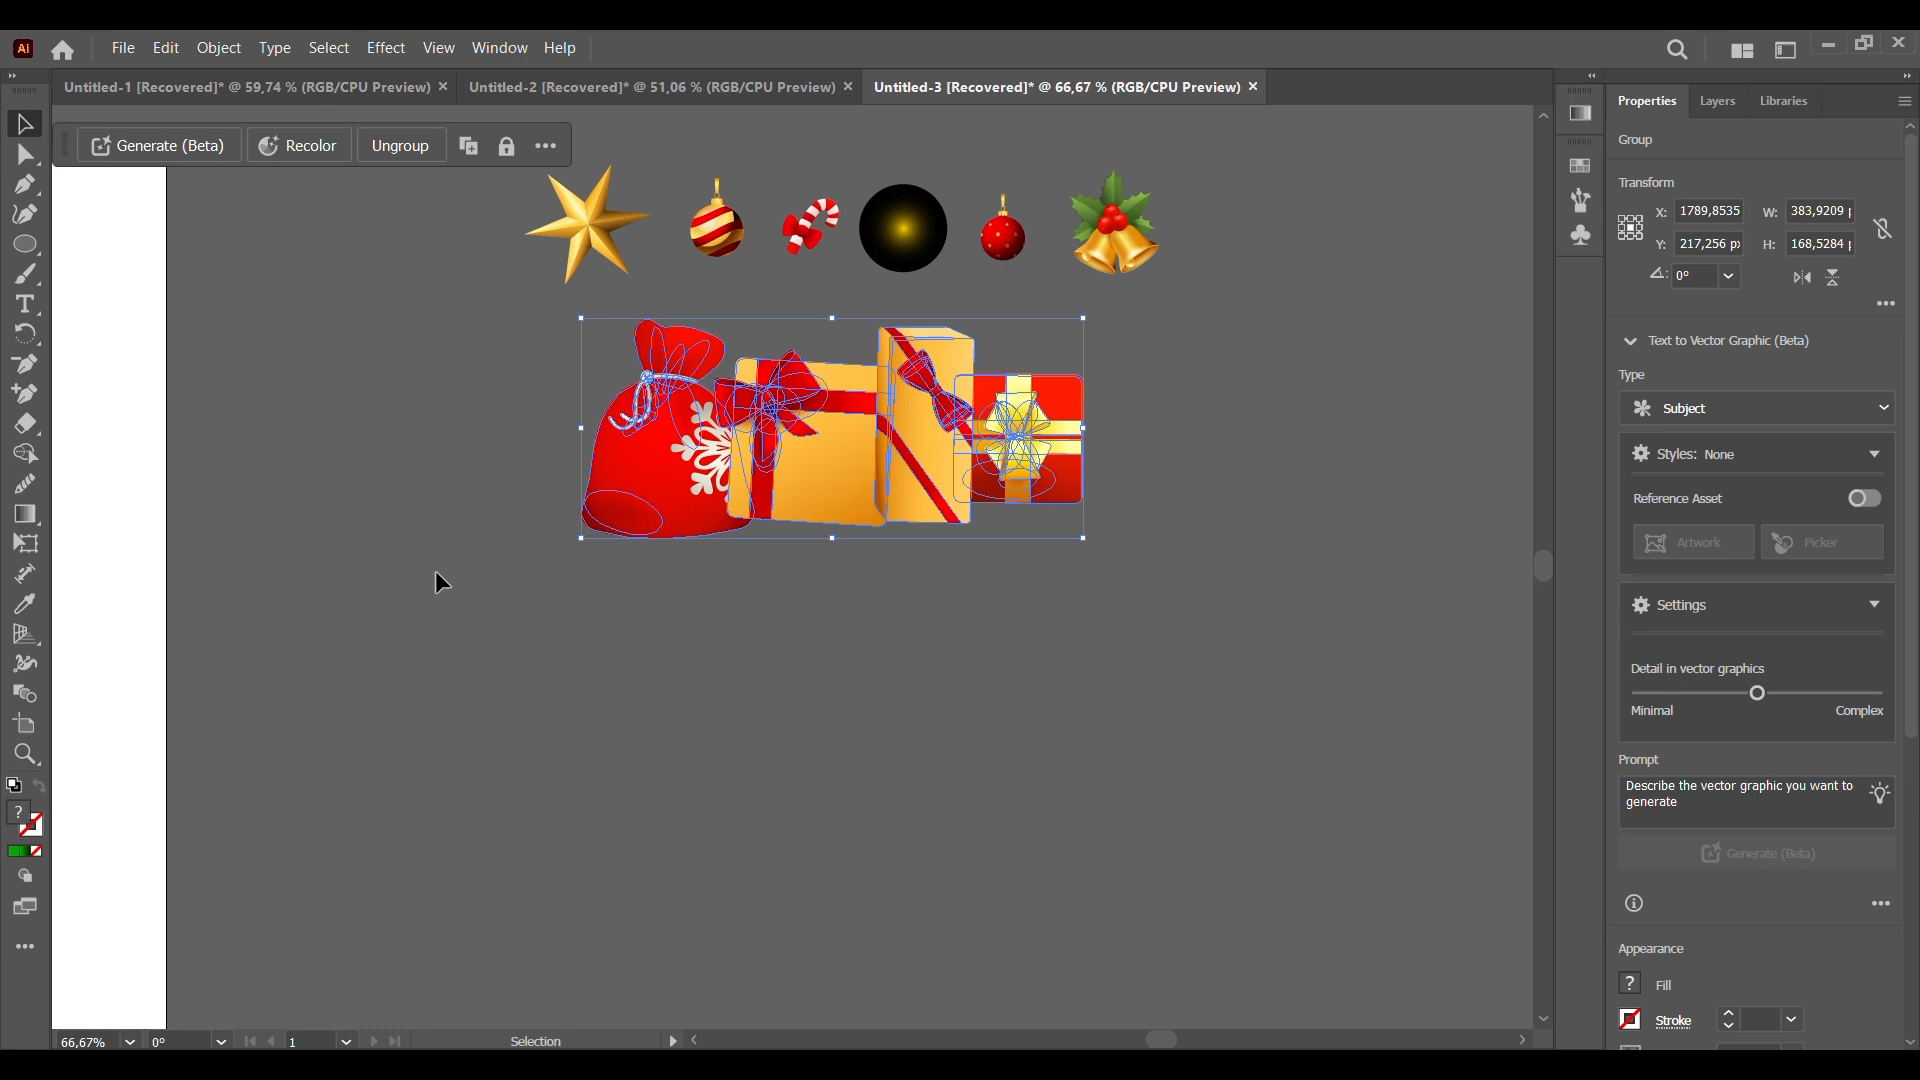 Ai File Edit Object Type Select Effect View Window Help
Untitled-1 [Recovered]* @ 59,74 % (RGB/CPU Preview) Untitled-2 [Recovered]* @ 51,06 % (RGB/CPU Preview) Untitled-3 [Recovered]* @ 66,67 % (RGB/CPU Preview)
Generate (Beta) Recolor Ungroup
Properties Layers Libraries
Group
Transform
X: 1789,8535 W: 383,9209
Y: 217,256 px H: 168,5284
0°
Text to Vector Graphic (Beta)
Type
Subject
Styles: None
Reference Asset
Artwork Picker
Settings
Detail in vector graphics
Minimal Complex
Prompt
Describe the vector graphic you want to
generate
Generate (Beta)
Appearance
? Fill
Stroke
?
66,67% 0° 1 Selection